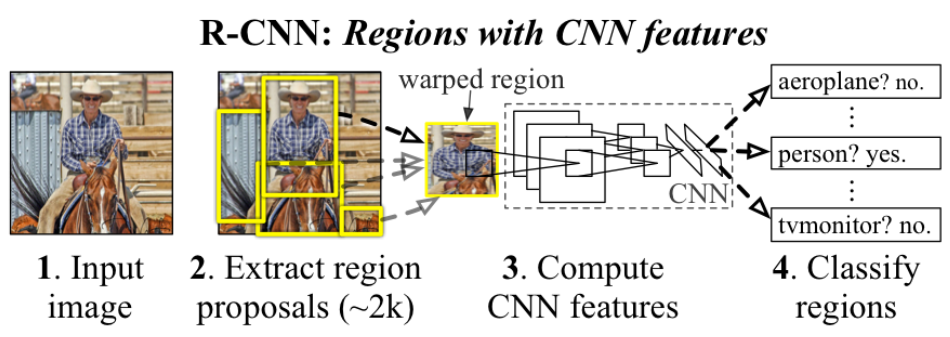 R-CNN: Regions with CNN features
warped region
aeroplane? no.
⋮
person? yes.
⋮
tvmonitor? no.
CNN
1. Input
image
2. Extract region
proposals (~2k)
3. Compute
CNN features
4. Classify
regions